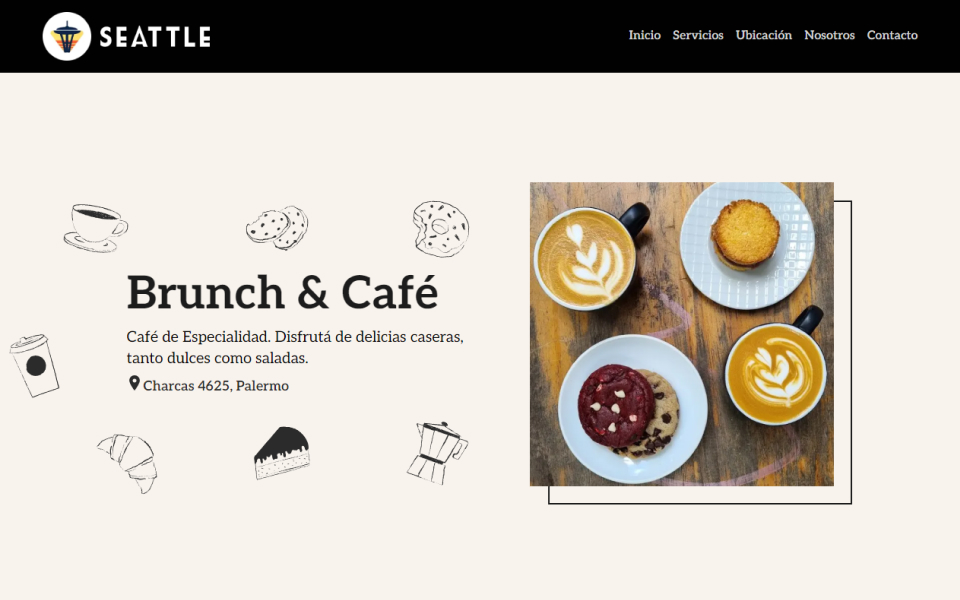 SEATTLE
Inicio Servicios Ubicación Nosotros Contacto
Brunch & Café
Café de Especialidad. Disfrutá de delicias caseras,
tanto dulces como saladas.
Charcas 4625, Palermo